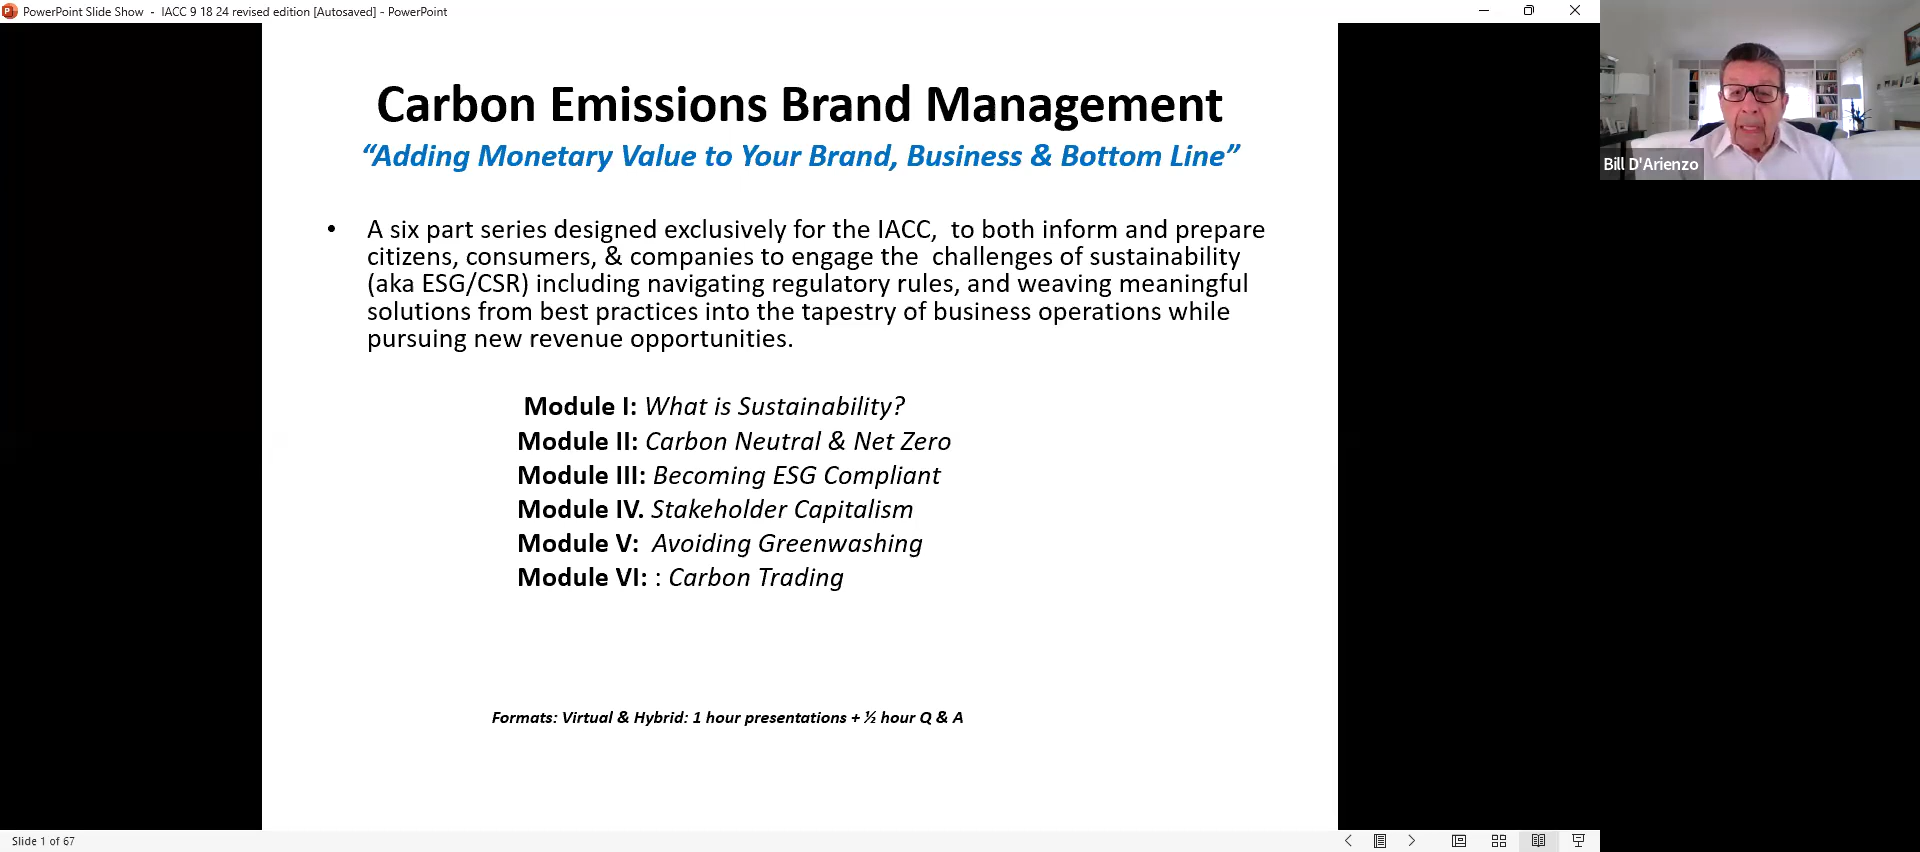 PowerPoint Slide Show - IACC 9 18 24 revised edition [Autosaved] - PowerPoint
Carbon Emissions Brand Management
“Adding Monetary Value to Your Brand, Business & Bottom Line”
• A six part series designed exclusively for the IACC, to both inform and prepare
citizens, consumers, & companies to engage the challenges of sustainability
(aka ESG/CSR) including navigating regulatory rules, and weaving meaningful
solutions from best practices into the tapestry of business operations while
pursuing new revenue opportunities.
Module I: What is Sustainability?
Module II: Carbon Neutral & Net Zero
Module III: Becoming ESG Compliant
Module IV. Stakeholder Capitalism
Module V: Avoiding Greenwashing
Module VI: : Carbon Trading
Formats: Virtual & Hybrid: 1 hour presentations + ½ hour Q & A
Slide 1 of 67
Bill D'Arienzo